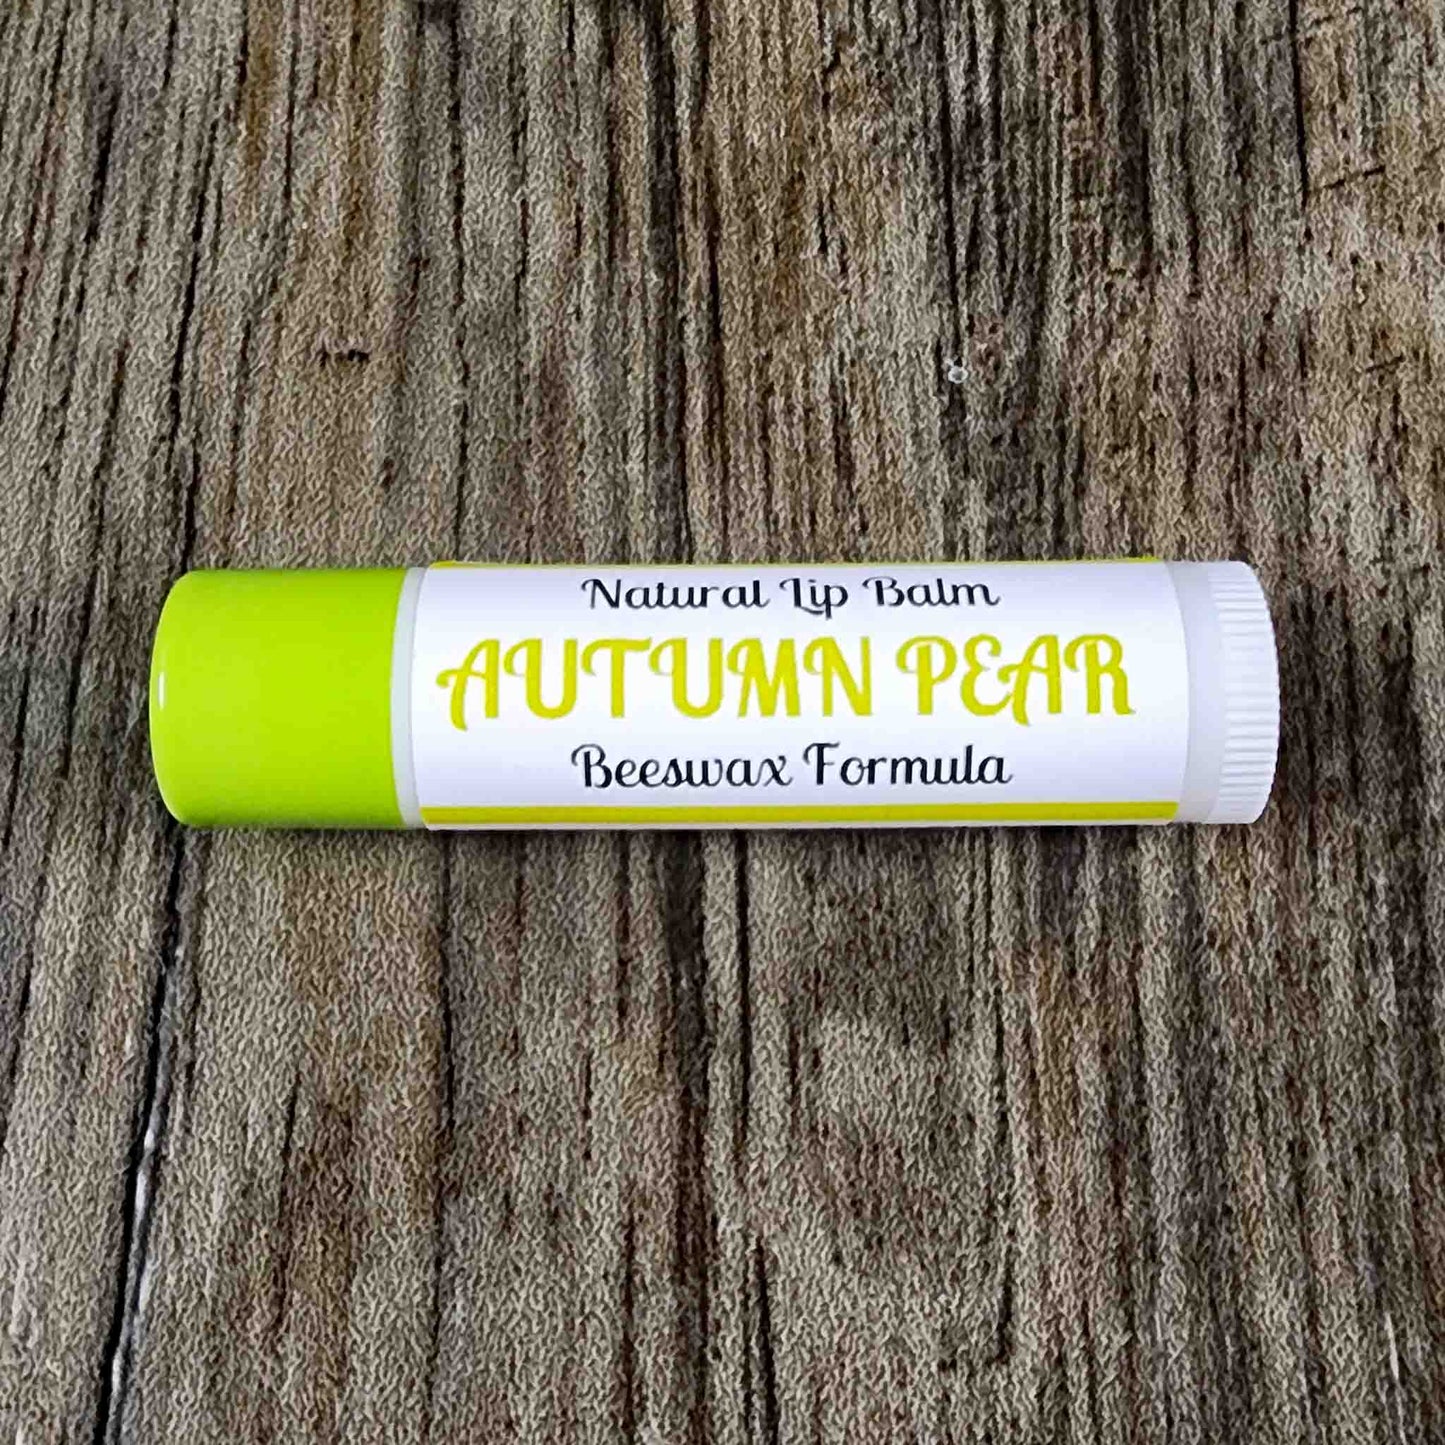 Natural Lip Balm
AUTUMN PEAR
Beeswax Formula